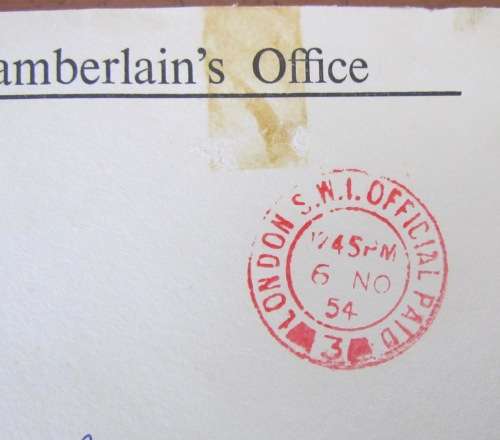 amberlain's Office
LONDON S.W.1. OFFICIAL PAID
45PM
6 NO
54
3